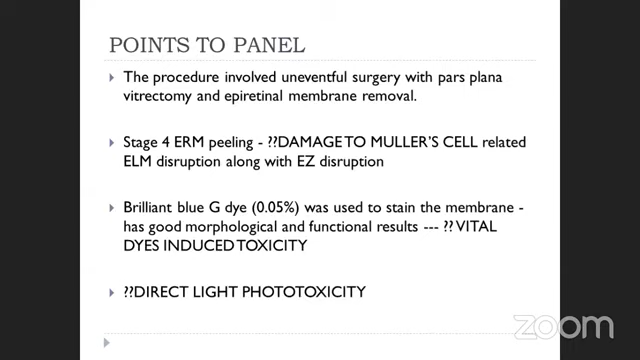 POINTS TO PANEL
The procedure involved uneventful surgery with pars plana
vitrectomy and epiretinal membrane removal.
Stage 4 ERM peeling - ??DAMAGE TO MULLER'S CELL related
ELM disruption along with EZ disruption
Brilliant blue G dye (0.05%) was used to stain the membrane -
has good morphological and functional results --- ?? VITAL
DYES INDUCED TOXICITY
??DIRECT LIGHT PHOTOTOXICITY
zoom